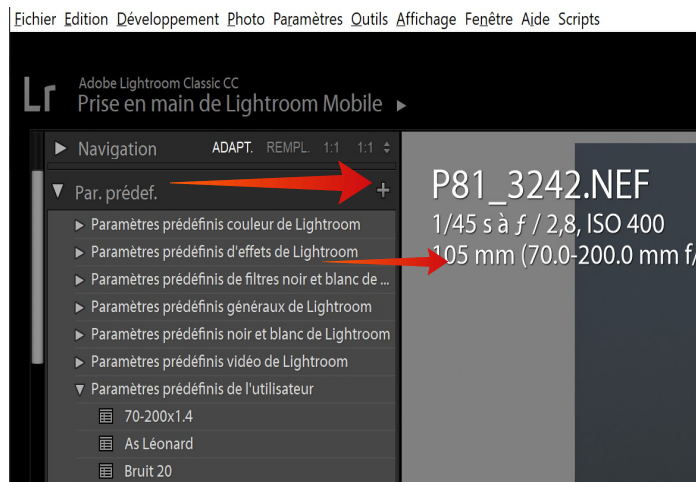 Eichier Edition Développement Photo Paramètres Outils Affichage Fenêtre Aide Scripts
Lr
Adobe Lightroom Classic CC
Prise en main de Lightroom Mobile
Navigation ADAPT. REMPL. 1:1 1:1
Par. prédef. +
P81_3242.NEF
Paramètres prédéfinis couleur de Lightroom
1/45 s à ƒ / 2,8, ISO 400
Paramètres prédéfinis d'effets de Lightroom
105 mm (70.0-200.0 mm f/
Paramètres prédéfinis de filtres noir et blanc de ...
Paramètres prédéfinis généraux de Lightroom
Paramètres prédéfinis noir et blanc de Lightroom
Paramètres prédéfinis vidéo de Lightroom
Paramètres prédéfinis de l'utilisateur
70-200x1.4
As Léonard
Bruit 20